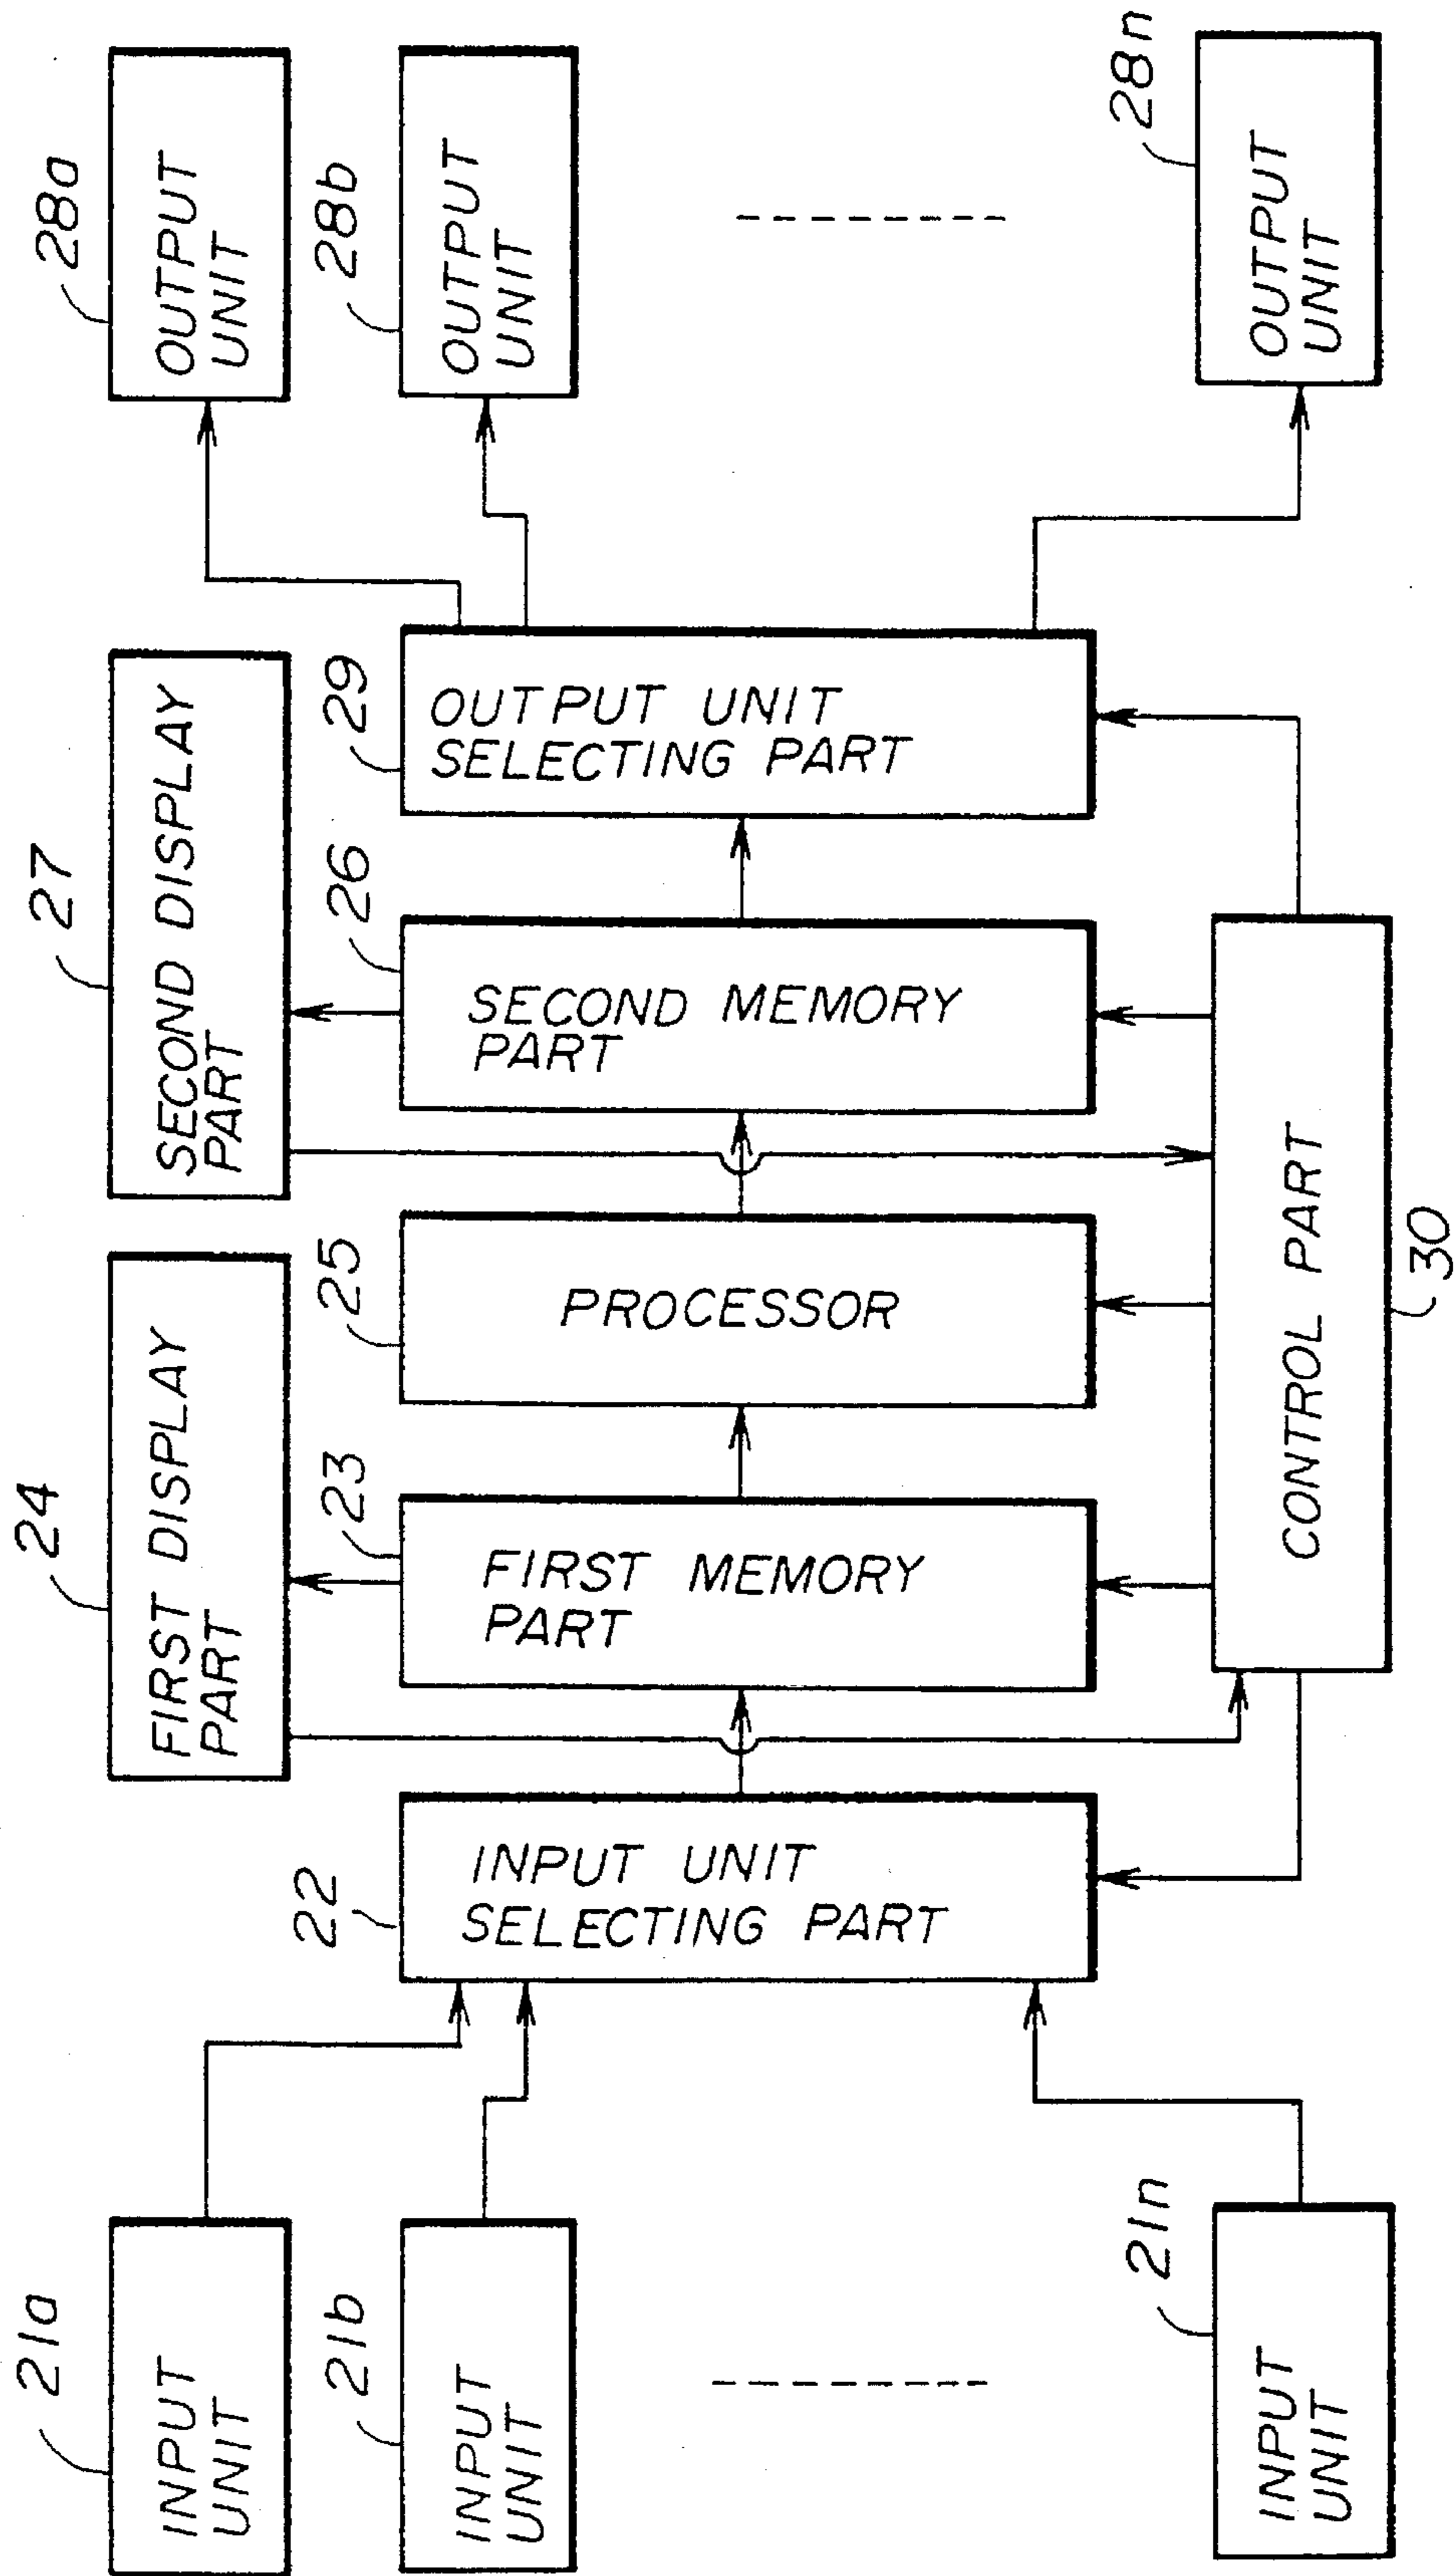 21a
INPUT
UNIT
21b
INPUT
UNIT
21n
INPUT
UNIT
22
INPUT UNIT
SELECTING PART
24
FIRST DISPLAY
PART
23
FIRST MEMORY
PART
25
PROCESSOR
27
SECOND DISPLAY
PART
26
SECOND MEMORY
PART
29
OUTPUT UNIT
SELECTING PART
CONTROL PART
30
28a
OUTPUT
UNIT
28b
OUTPUT
UNIT
28n
OUTPUT
UNIT